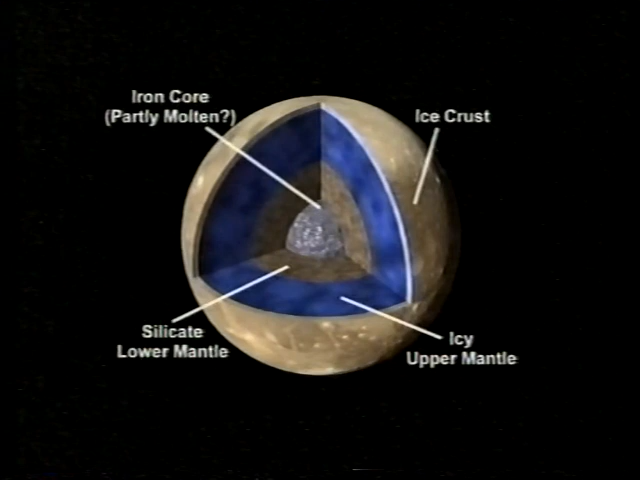 Iron Core
(Partly Molten?)
Ice Crust
Silicate
Lower Mantle
Icy
Upper Mantle